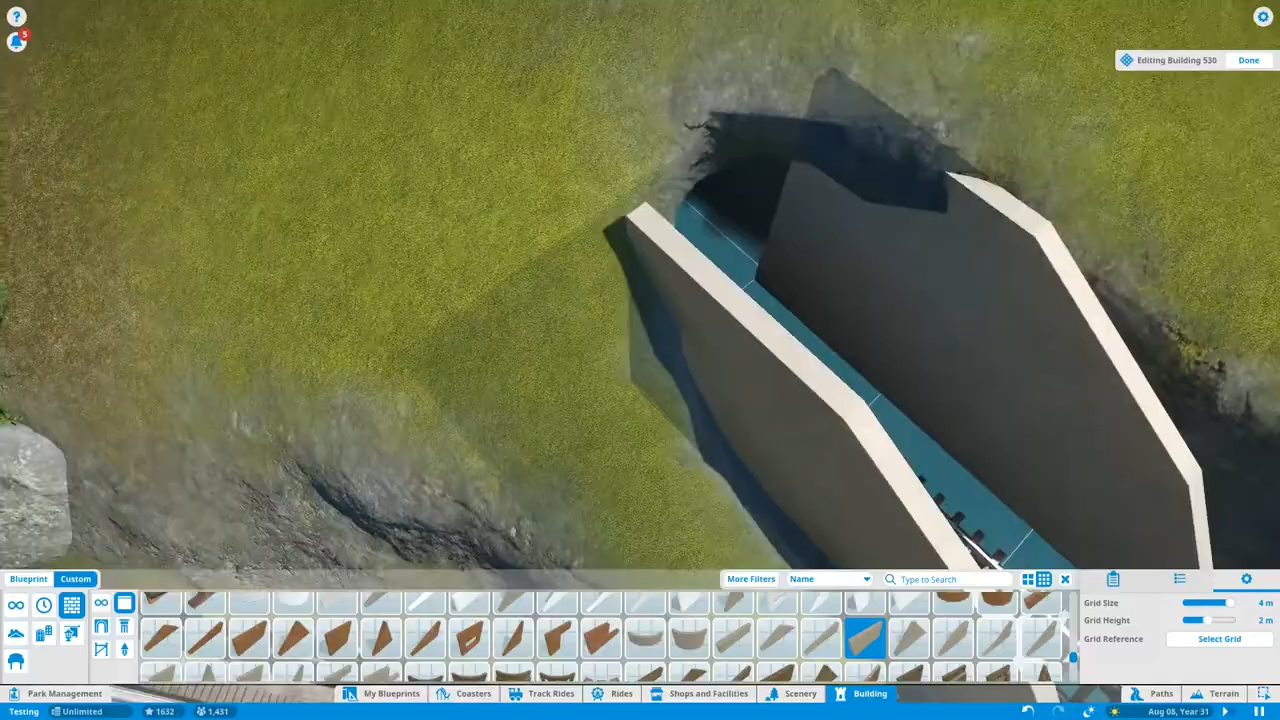 ?
5
Editing Building 530 Done
Blueprint Custom More Filters Name Type to Search
Grid Size 4 m
Grid Height 2 m
Grid Reference Select Grid
Park Management My Blueprints Coasters Track Rides Rides Shops and Facilities Scenery Building Paths Terrain
Testing Unlimited 1632 1,431 Aug 08, Year 31